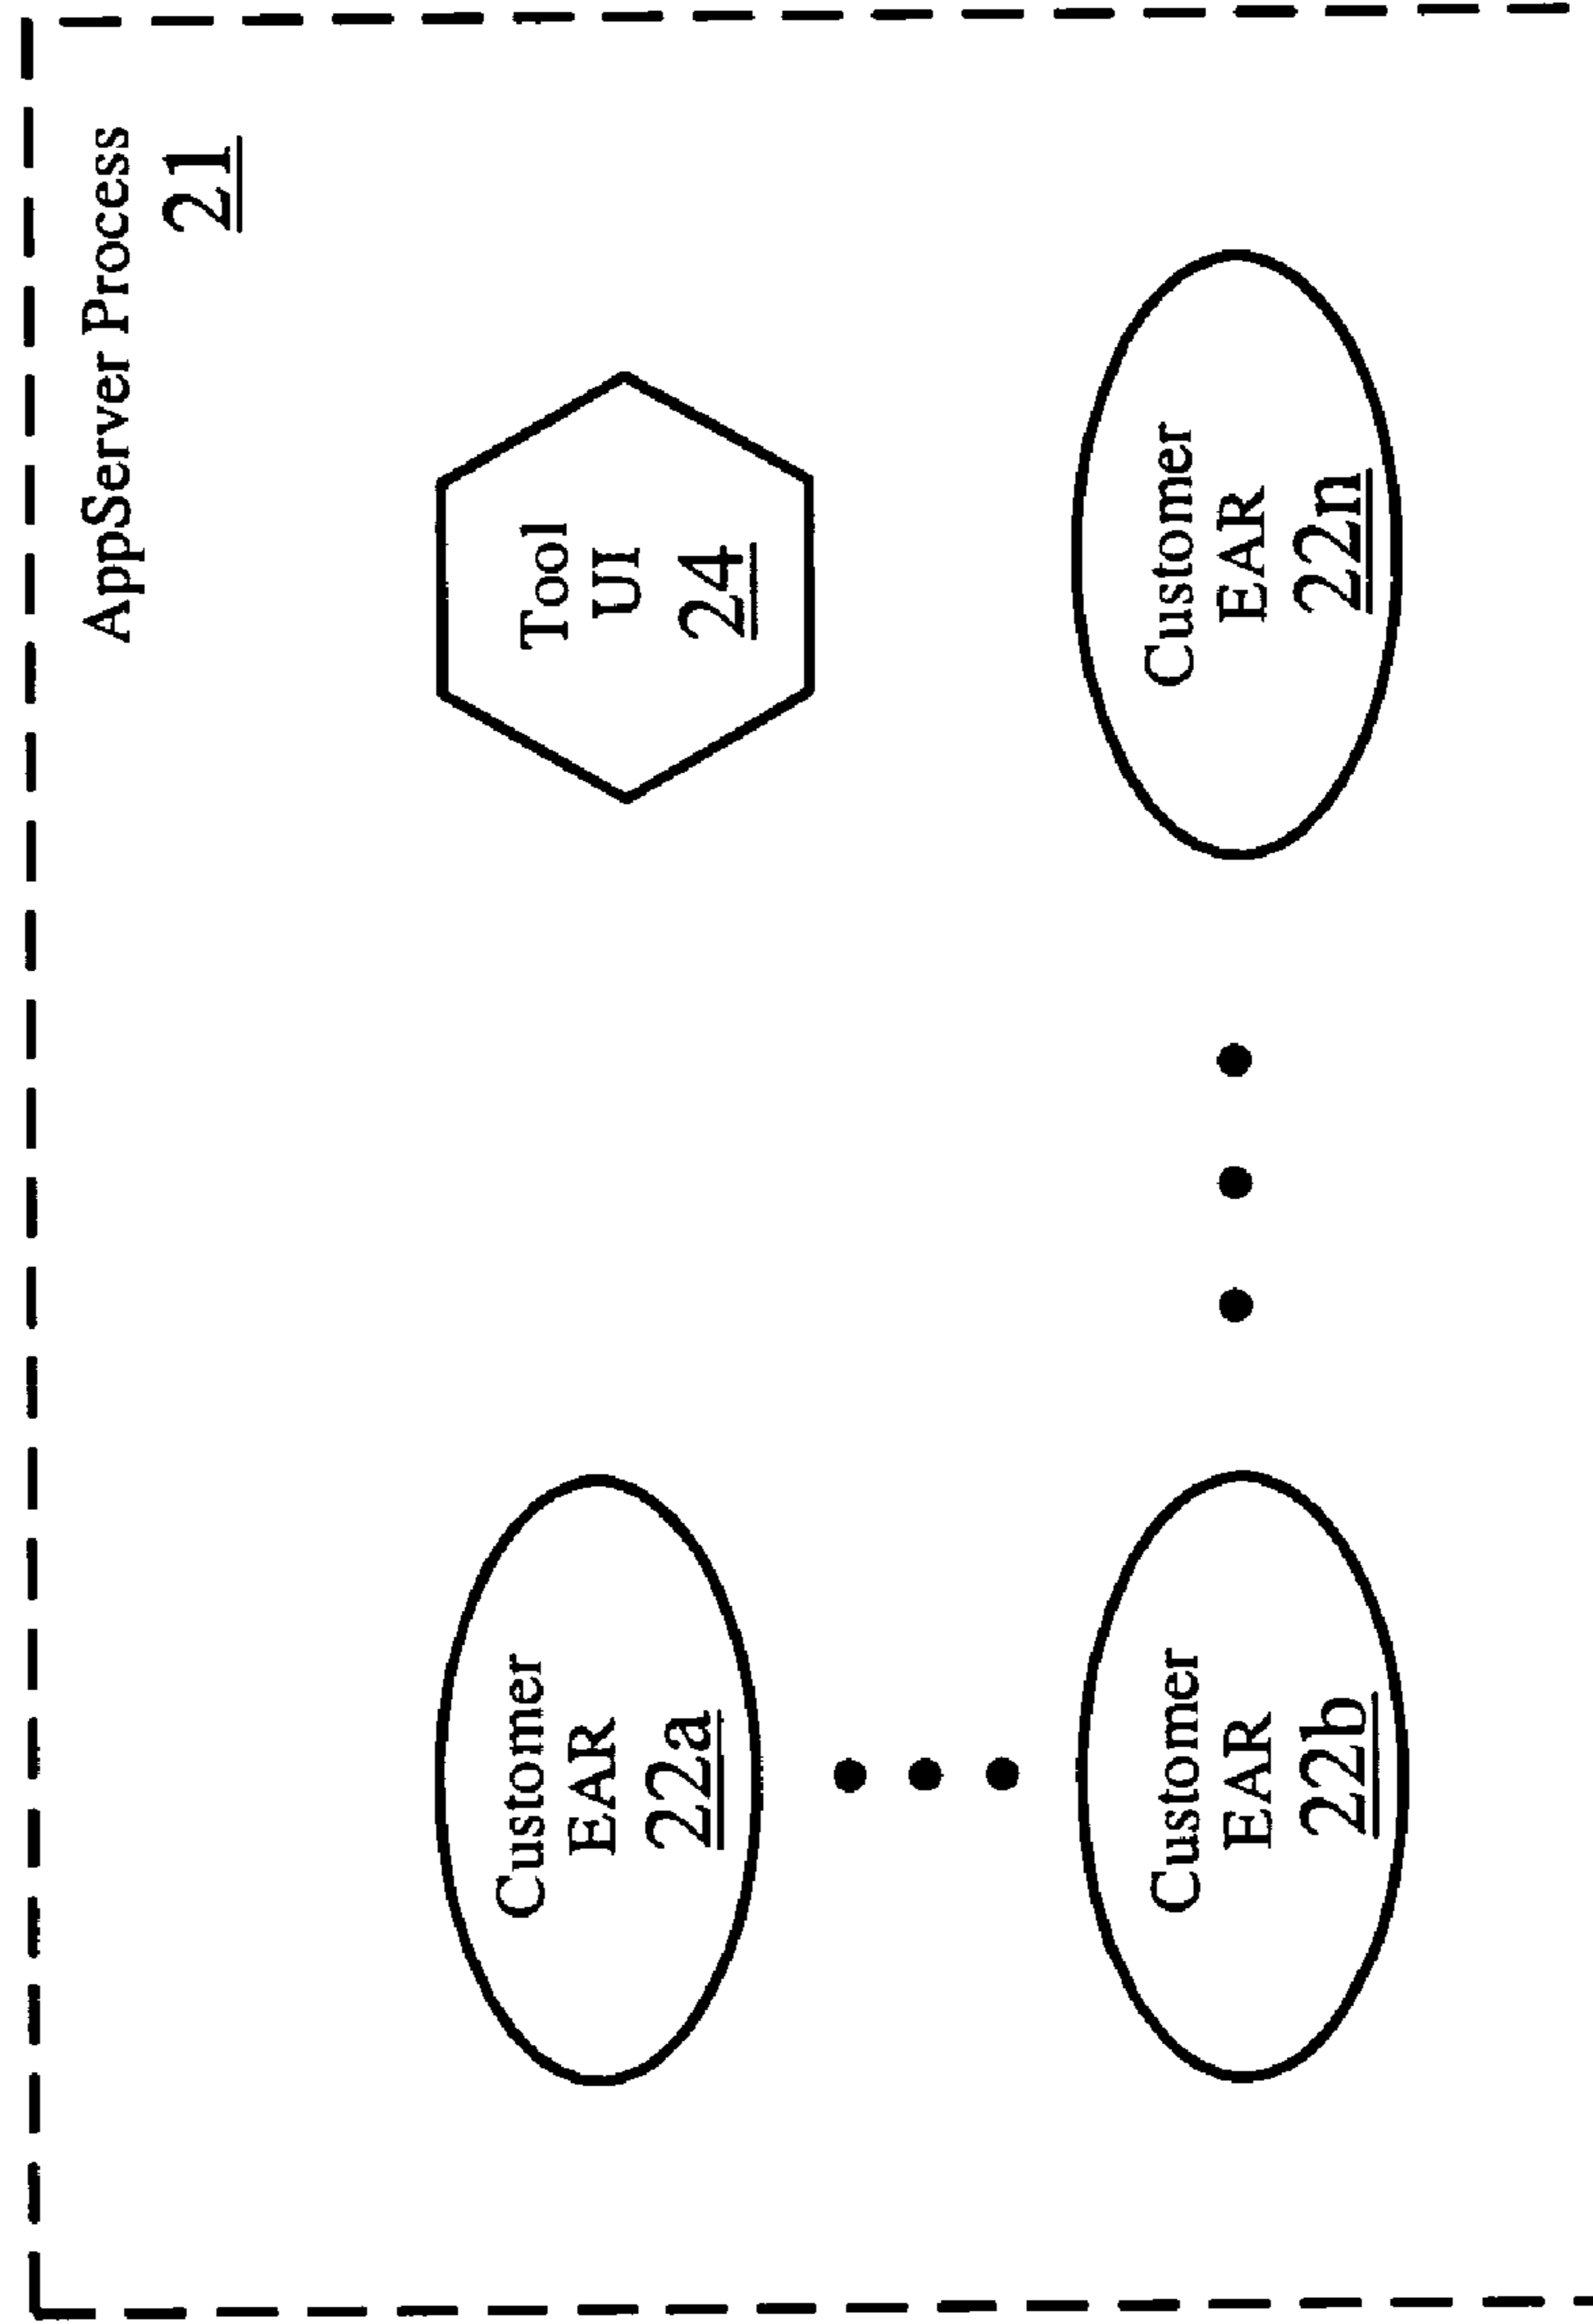 AppServer Process
21
Customer
EAR
22a
Tool
UI
24
Customer
EAR
22b
Customer
EAR
22n